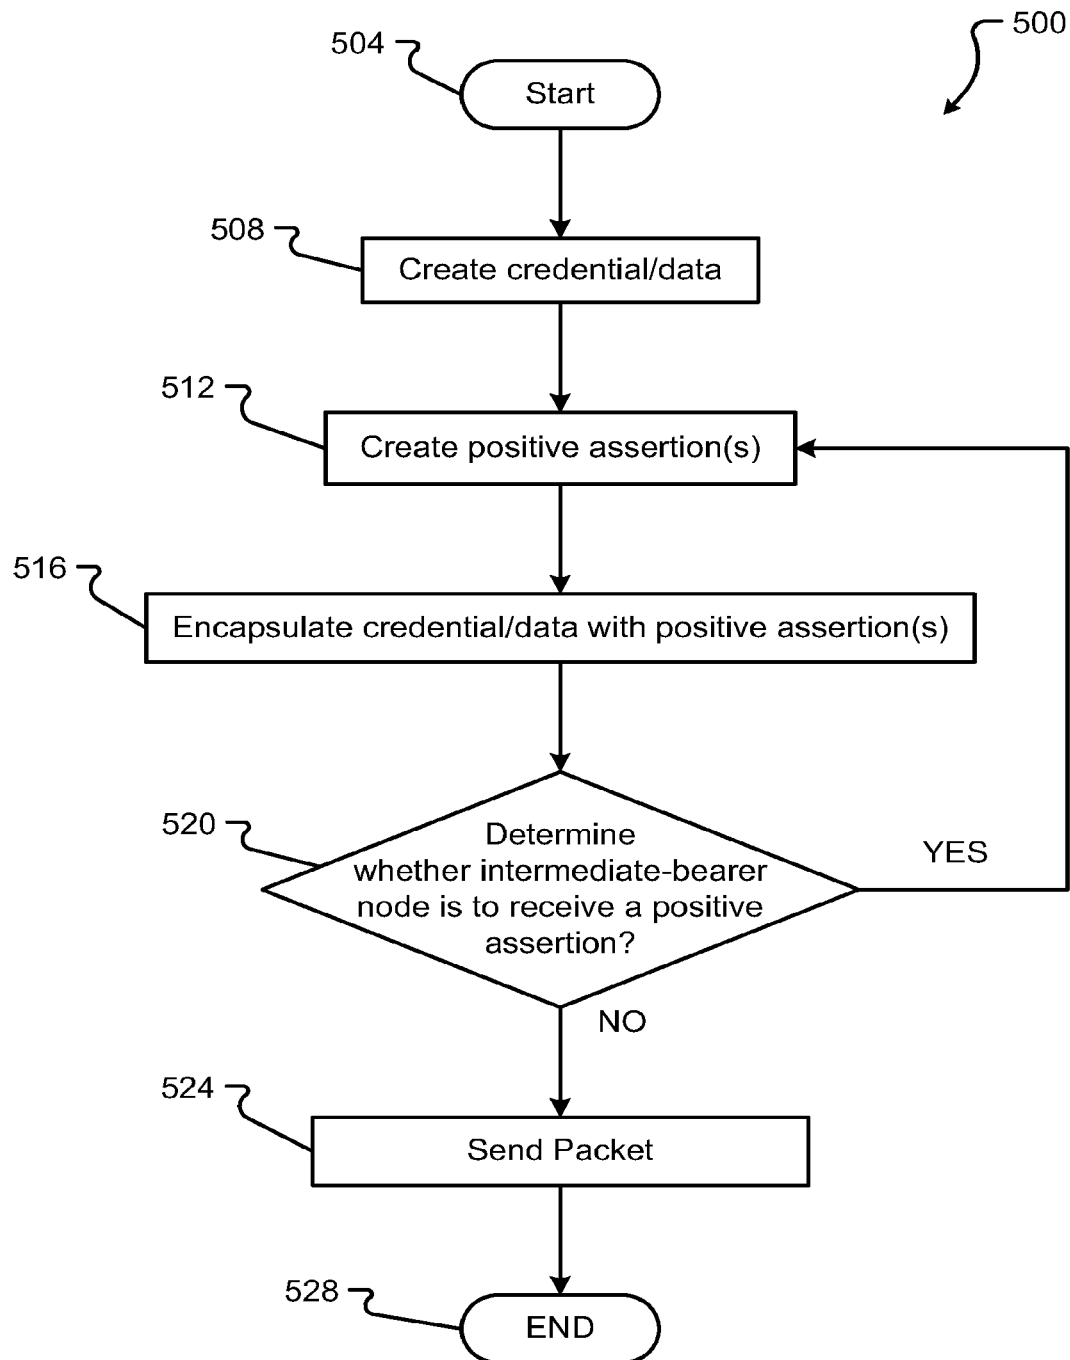 500
504
Start
508
Create credential/data
512
Create positive assertion(s)
516
Encapsulate credential/data with positive assertion(s)
520
Determine
whether intermediate-bearer
node is to receive a positive
assertion?
YES
NO
524
Send Packet
528
END